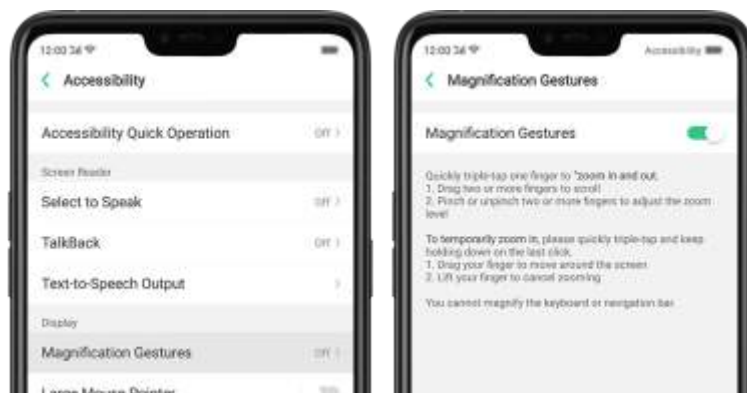 12:00
Accessibility
Accessibility Quick Operation Off
Screen Reader
Select to Speak Off
TalkBack Off
Text-to-Speech Output
Display
Magnification Gestures Off
Large Mouse Pointer
12:00 Accessibility
Magnification Gestures
Magnification Gestures
Quickly triple-tap one finger to "zoom in and out.
1. Drag two or more fingers to scroll
2. Pinch or unpinch two or more fingers to adjust the zoom
level
To temporarily zoom in, please quickly triple-tap and keep
holding down on the last click.
1. Drag your finger to move around the screen
2. Lift your finger to cancel zooming
You cannot magnify the keyboard or navigation bar